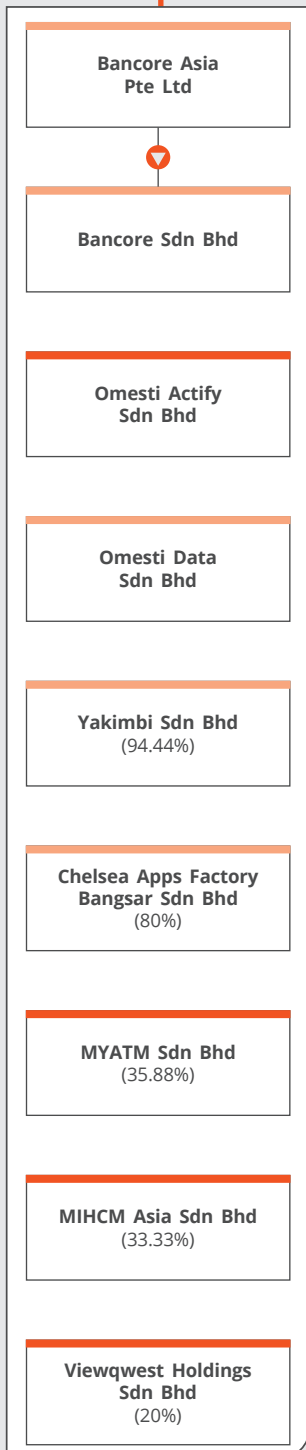 Bancore Asia
Pte Ltd
Bancore Sdn Bhd
Omesti Actify
Sdn Bhd
Omesti Data
Sdn Bhd
Yakimbi Sdn Bhd
(94.44%)
Chelsea Apps Factory
Bangsar Sdn Bhd
(80%)
MYATM Sdn Bhd
(35.88%)
MIHCM Asia Sdn Bhd
(33.33%)
Viewqwest Holdings
Sdn Bhd
(20%)